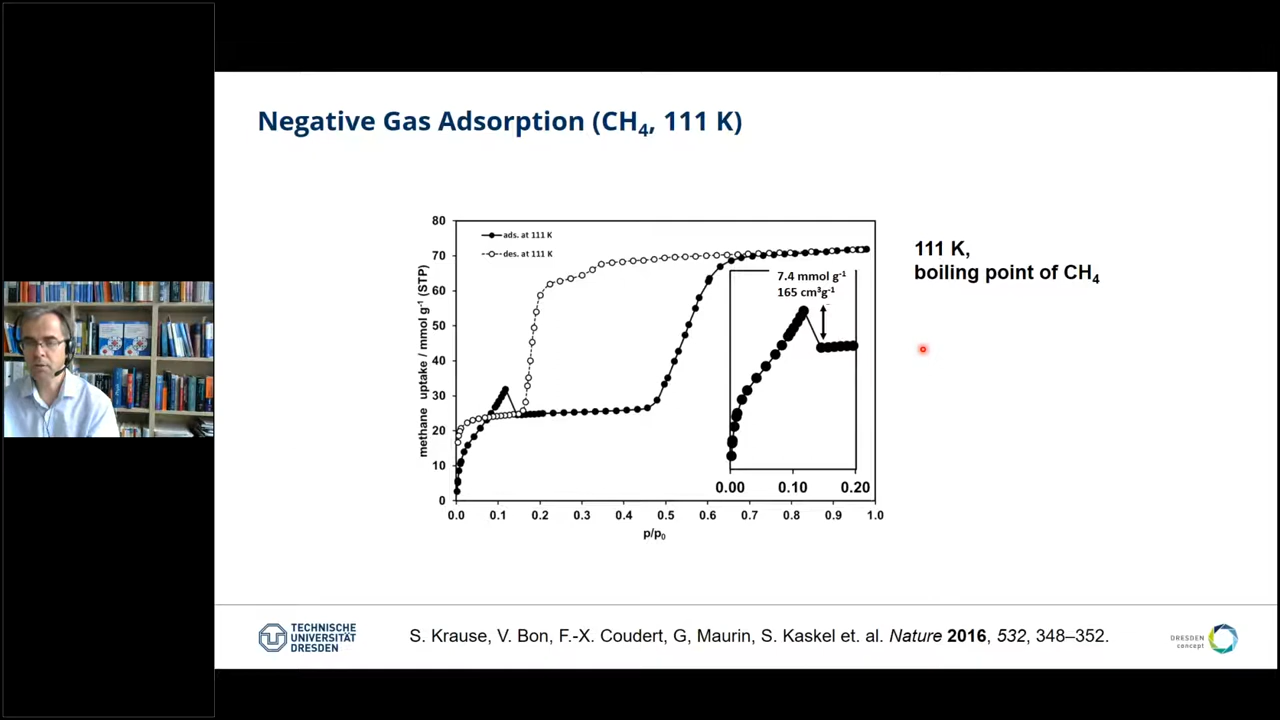 Negative Gas Adsorption (CH₄, 111 K)
80
70
60
50
40
30
20
10
0
methane uptake / mmol g⁻¹ (STP)
ads. at 111 K
des. at 111 K
7.4 mmol g⁻¹
165 cm³g⁻¹
0.00 0.10 0.20
0.0 0.1 0.2 0.3 0.4 0.5 0.6 0.7 0.8 0.9 1.0
p/p₀
111 K,
boiling point of CH₄
TECHNISCHE
UNIVERSITÄT
DRESDEN
S. Krause, V. Bon, F.-X. Coudert, G, Maurin, S. Kaskel et. al. Nature 2016, 532, 348–352.
DRESDEN
concept